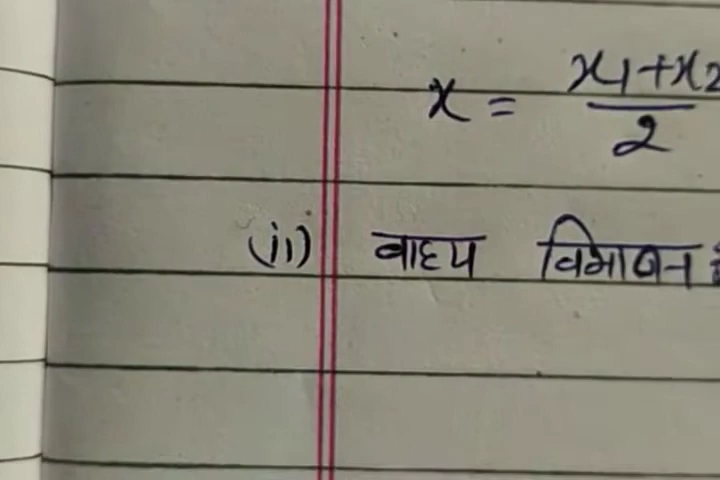 x = x1+x2/2
(ii) बाह्य विभाजन